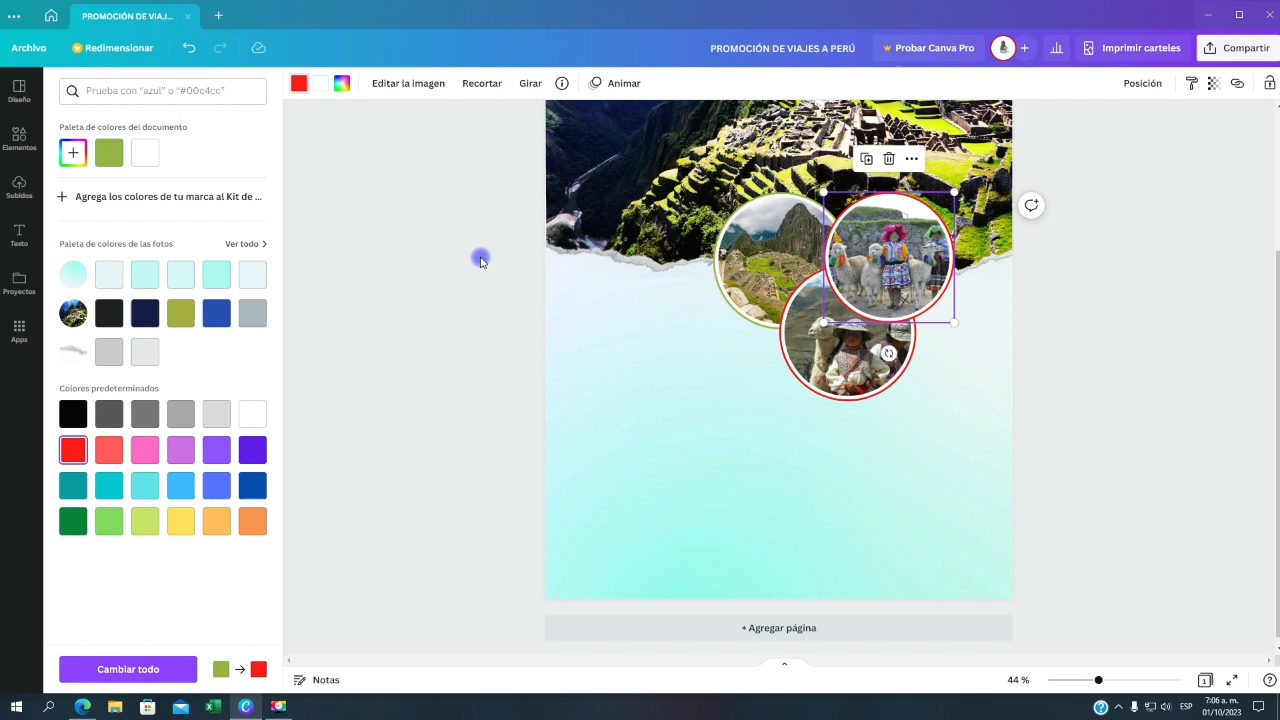 PROMOCIÓN DE VIAJ...
Archivo
Redimensionar
PROMOCIÓN DE VIAJES A PERÚ
Probar Canva Pro
Imprimir carteles
Compartir
Prueba con “azul” o “#00c4cc”
Editar la imagen
Recortar
Girar
Animar
Posición
Diseño
Elementos
Subidos
Texto
Proyectos
Apps
Paleta de colores del documento
Agrega los colores de tu marca al Kit de ...
Paleta de colores de las fotos
Ver todo
Colores predeterminados
Cambiar todo
+ Agregar página
Notas
44 %
1
ESP
7:06 a. m.
01/10/2023